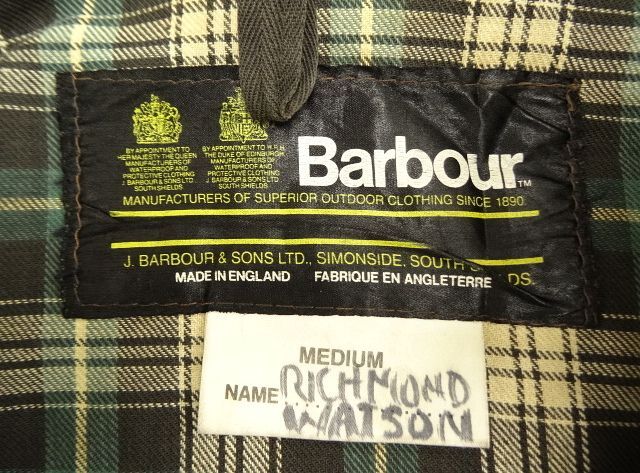 BY APPOINTMENT TO
HER MAJESTY THE QUEEN
MANUFACTURERS OF
WATERPROOF AND
PROTECTIVE CLOTHING
J. BARBOUR & SONS LTD.
SOUTH SHIELDS
BY APPOINTMENT TO H.R.H.
THE DUKE OF EDINBURGH
MANUFACTURERS OF
WATERPROOF AND
PROTECTIVE CLOTHING
J. BARBOUR & SONS LTD.
SOUTH SHIELDS
Barbour TM
MANUFACTURERS OF SUPERIOR OUTDOOR CLOTHING SINCE 1890
J. BARBOUR & SONS LTD., SIMONSIDE, SOUTH
MADE IN ENGLAND FABRIQUE EN ANGLETERRE
MEDIUM
NAME RICHMOND
WATSON